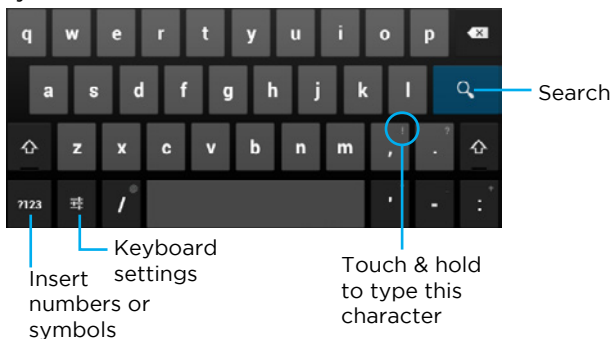 q w e r t y u i o p
a s d f g h j k l
Search
z x c v b n m , ! . ?
?123 / ' - : +
Keyboard
settings
Insert
numbers or
symbols
Touch & hold
to type this
character